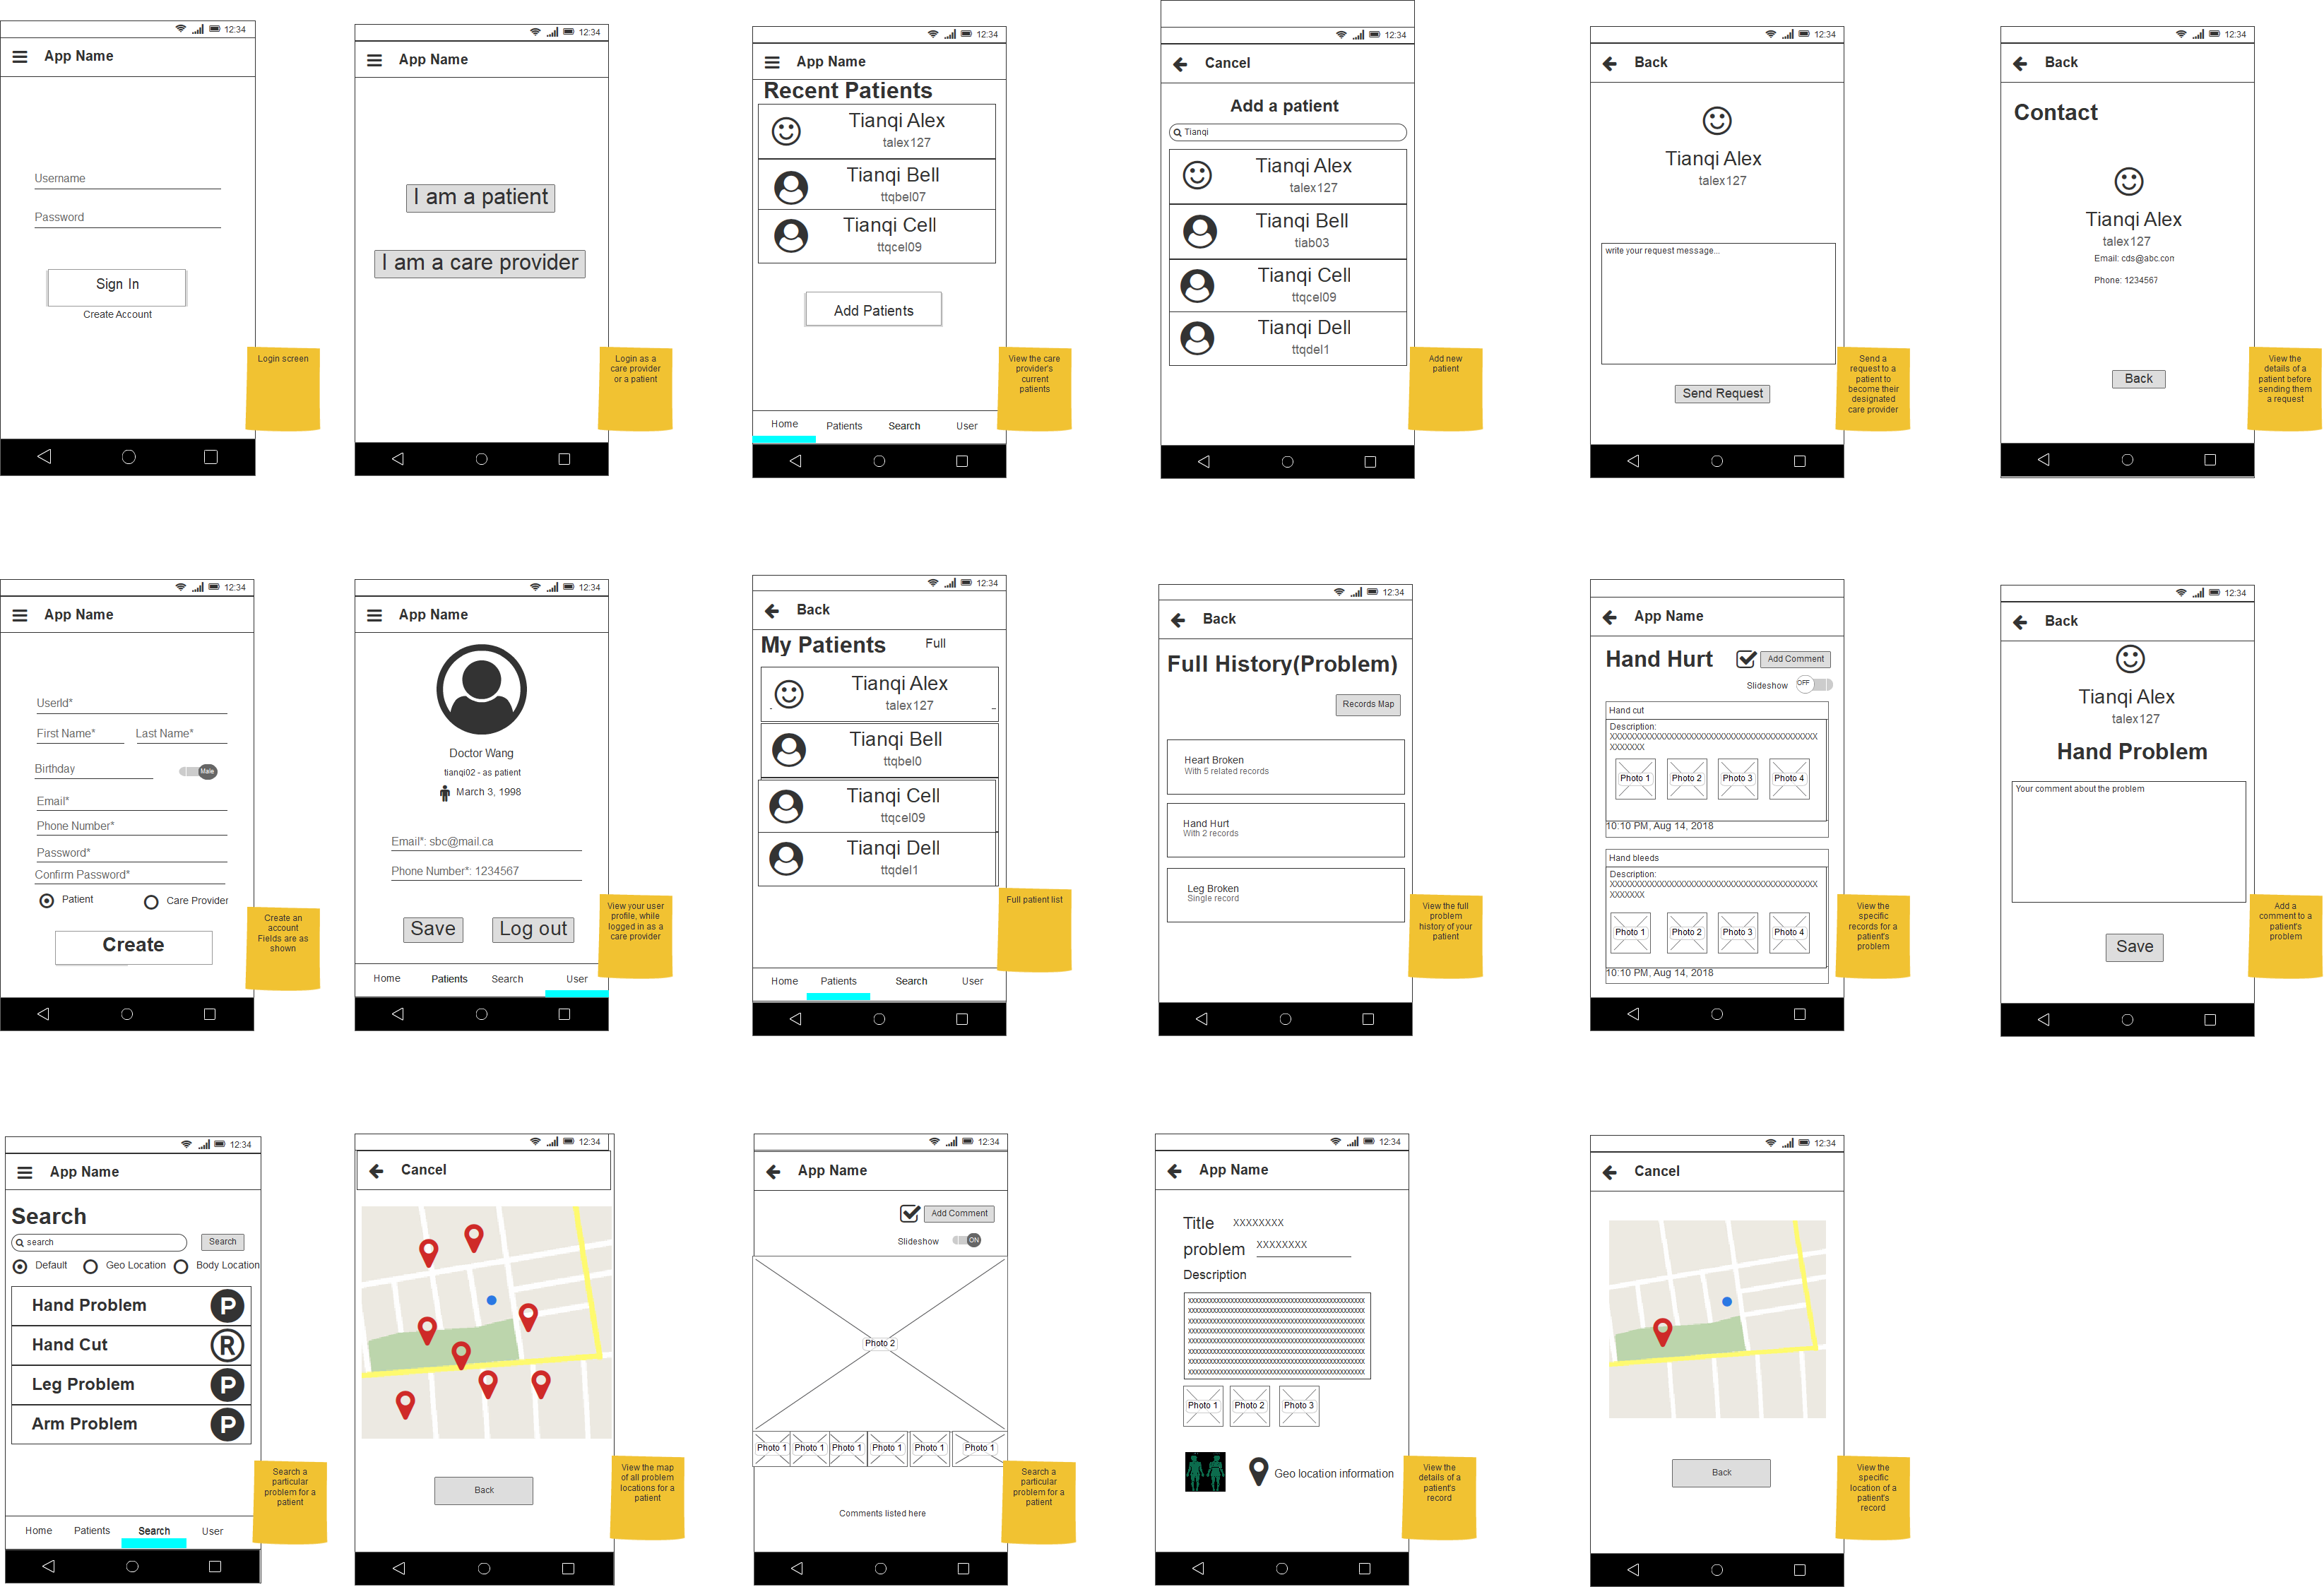 12:34
App Name
Username
Password
Sign In
Create Account
Login screen
12:34
App Name
I am a patient
I am a care provider
Login as a
care provider
or a patient
12:34
App Name
Recent Patients
Tianqi Alex
talex127
Tianqi Bell
ttqbel07
Tianqi Cell
ttqcel09
Add Patients
Home Patients Search User
View the care
provider's
current
patients
12:34
Cancel
Add a patient
Tianqi
Tianqi Alex
talex127
Tianqi Bell
tiab03
Tianqi Cell
ttqcel09
Tianqi Dell
ttqdel1
Add new
patient
12:34
Back
Tianqi Alex
talex127
write your request message...
Send Request
Send a
request to a
patient to
become their
designated
care provider
12:34
Back
Contact
Tianqi Alex
talex127
Email: cds@abc.con
Phone: 1234567
Back
View the
details of a
patient before
sending them
a request
12:34
App Name
UserId*
First Name* Last Name*
Birthday Male
Email*
Phone Number*
Password*
Confirm Password*
Patient Care Provider
Create
Create an
account
Fields are as
shown
12:34
App Name
Doctor Wang
tianqi02 - as patient
March 3, 1998
Email*: sbc@mail.ca
Phone Number*: 1234567
Save Log out
Home Patients Search User
View your user
profile, while
logged in as a
care provider
12:34
Back
My Patients Full
Tianqi Alex
talex127
Tianqi Bell
ttqbel0
Tianqi Cell
ttqcel09
Tianqi Dell
ttqdel1
Home Patients Search User
Full patient list
12:34
Back
Full History(Problem)
Records Map
Heart Broken
With 5 related records
Hand Hurt
With 2 records
Leg Broken
Single record
View the full
problem
history of your
patient
App Name
Hand Hurt Add Comment
Slideshow OFF
Hand cut
Description:
XXXXXXXXXXXXXXXXXXXXXXXXXXXXXXXXXXXXXX
XXXXXXX
Photo 1 Photo 2 Photo 3 Photo 4
10:10 PM, Aug 14, 2018
Hand bleeds
Description:
XXXXXXXXXXXXXXXXXXXXXXXXXXXXXXXXXXXXXX
XXXXXXX
Photo 1 Photo 2 Photo 3 Photo 4
10:10 PM, Aug 14, 2018
View the
specific
records for a
patient's
problem
12:34
Back
Tianqi Alex
talex127
Hand Problem
Your comment about the problem
Save
Add a
comment to a
patient's
problem
12:34
App Name
Search
search Search
Default Geo Location Body Location
Hand Problem P
Hand Cut R
Leg Problem P
Arm Problem P
Home Patients Search User
Search a
particular
problem for a
patient
12:34
Cancel
Back
View the map
of all problem
locations for a
patient
12:34
App Name
Add Comment
Slideshow ON
Photo 2
Photo 1 Photo 1 Photo 1 Photo 1 Photo 1 Photo 1
Comments listed here
Search a
particular
problem for a
patient
12:34
App Name
Title XXXXXXXX
problem XXXXXXXX
Description
Photo 1 Photo 2 Photo 3
Geo location information
View the
details of a
patient's
record
12:34
Cancel
Back
View the
specific
location of a
patient's
record